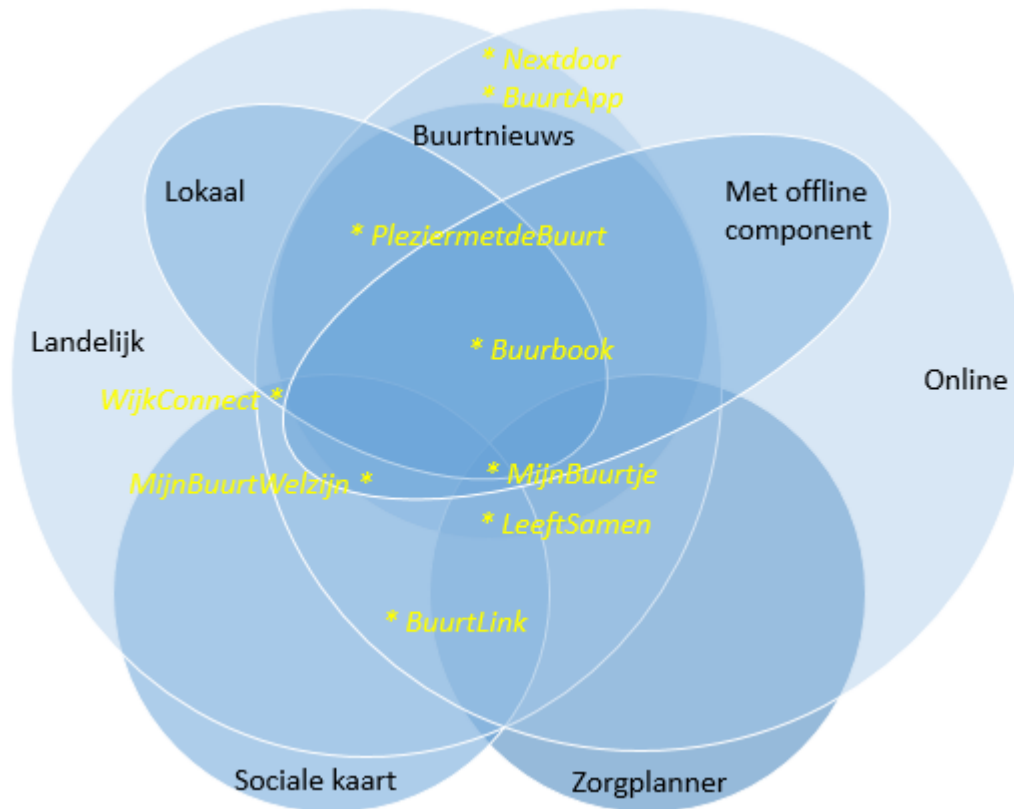 * Nextdoor
* BuurtApp
Buurtnieuws
Lokaal
Met offline
component
* PleziermetdeBuurt
Landelijk
* Buurbook
Online
WijkConnect *
MijnBuurtWelzijn *
* MijnBuurtje
* LeeftSamen
* BuurtLink
Sociale kaart
Zorgplanner